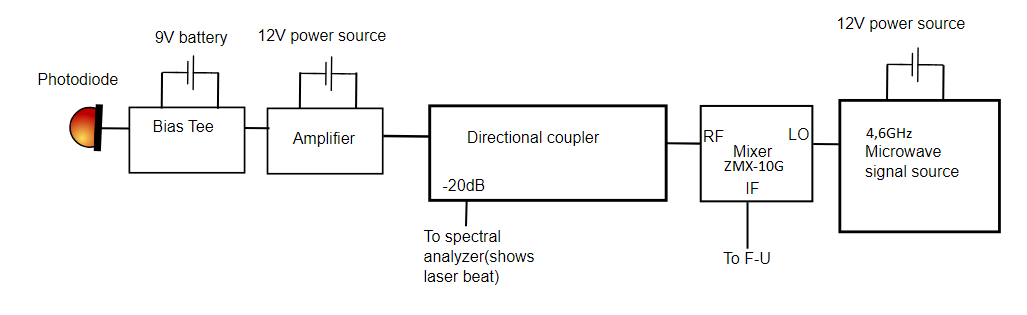 12V power source
9V battery
12V power source
Photodiode
Bias Tee
Amplifier
Directional coupler
-20dB
RF
LO
Mixer
ZMX-10G
IF
4,6GHz
Microwave
signal source
To spectral
analyzer(shows
laser beat)
To F-U